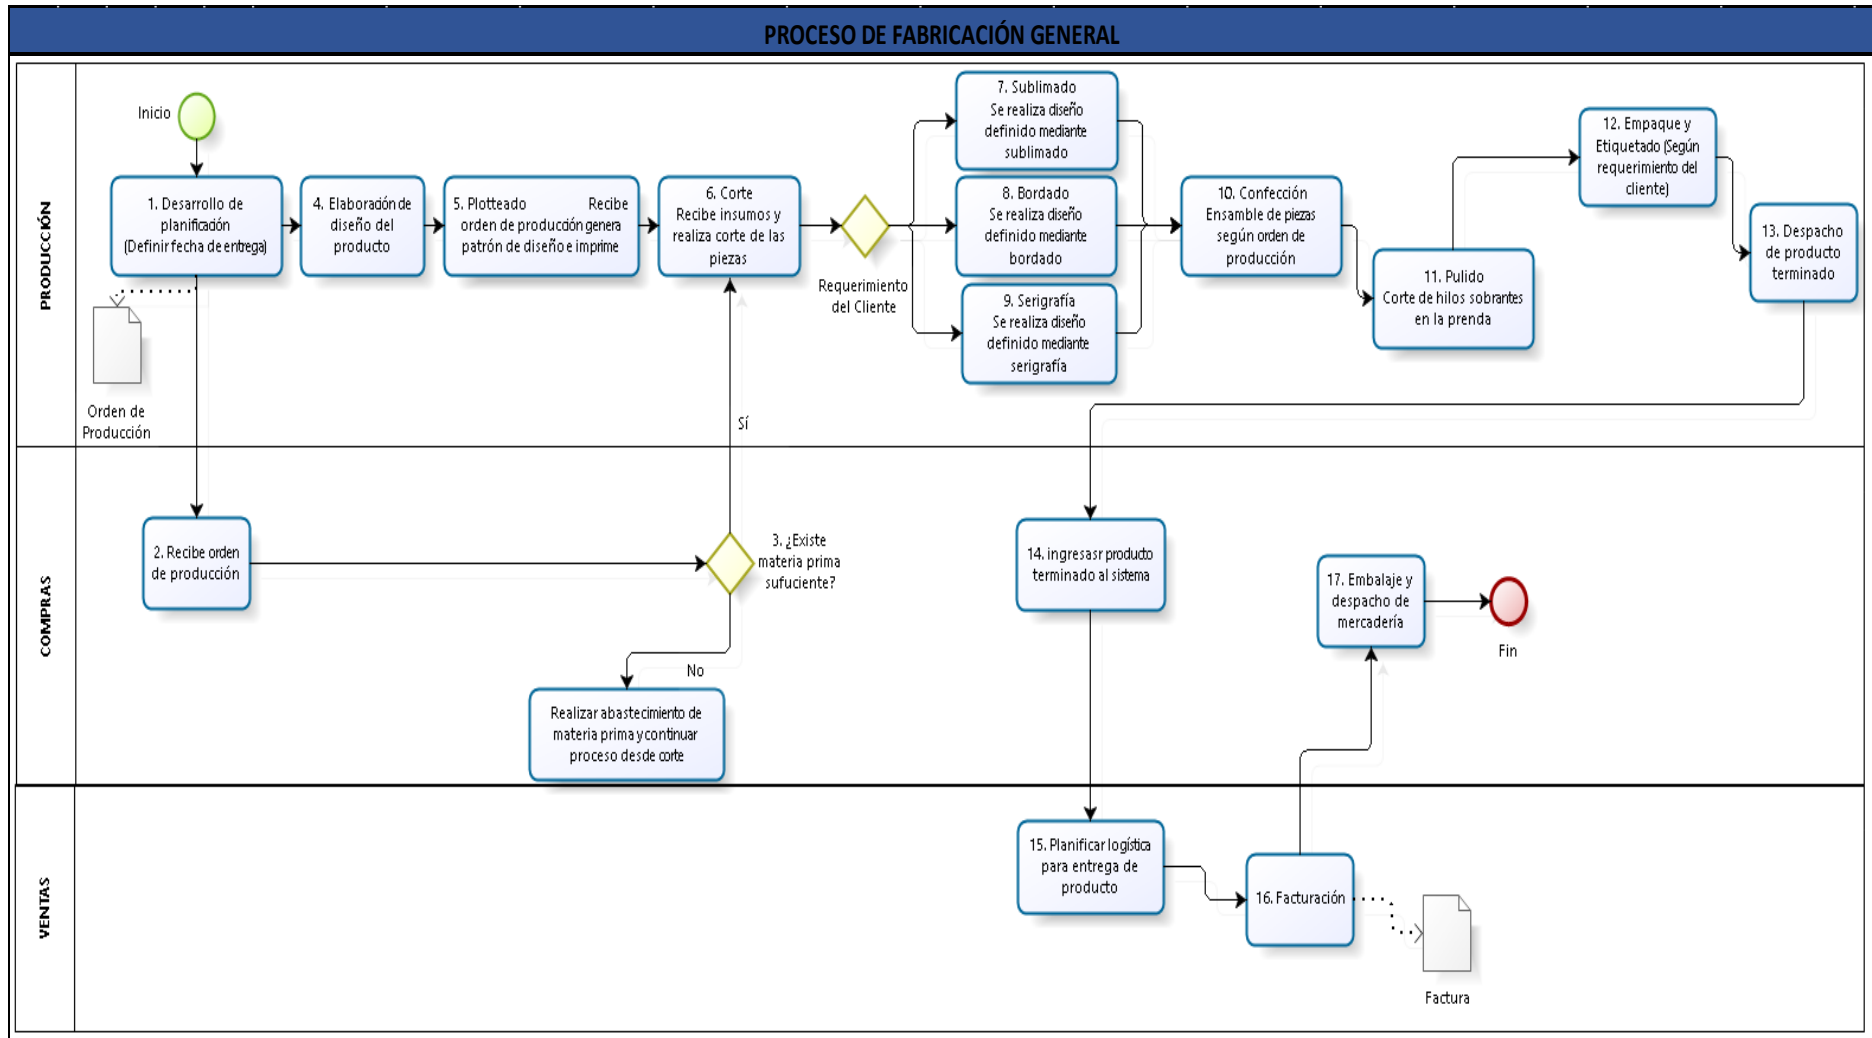 PROCESO DE FABRICACIÓN GENERAL
PRODUCCIÓN
Inicio
1. Desarrollo de
planificación
(Definir fecha de entrega)
Orden de
Producción
4. Elaboración de
diseño del
producto
5. Plotteado Recibe
orden de producción genera
patrón de diseño e imprime
6. Corte
Recibe insumos y
realiza corte de las
piezas
Requerimiento
del Cliente
7. Sublimado
Se realiza diseño
definido mediante
sublimado
8. Bordado
Se realiza diseño
definido mediante
bordado
9. Serigrafía
Se realiza diseño
definido mediante
serigrafía
10. Confección
Ensamble de piezas
según orden de
producción
11. Pulido
Corte de hilos sobrantes
en la prenda
12. Empaque y
Etiquetado (Según
requerimiento del
cliente)
13. Despacho
de producto
terminado
Sí
COMPRAS
2. Recibe orden
de producción
3. ¿Existe
materia prima
sufuciente?
No
Realizar abastecimiento de
materia prima y continuar
proceso desde corte
14. ingresasr producto
terminado al sistema
17. Embalaje y
despacho de
mercadería
Fin
VENTAS
15. Planificar logística
para entrega de
producto
16. Facturación
Factura